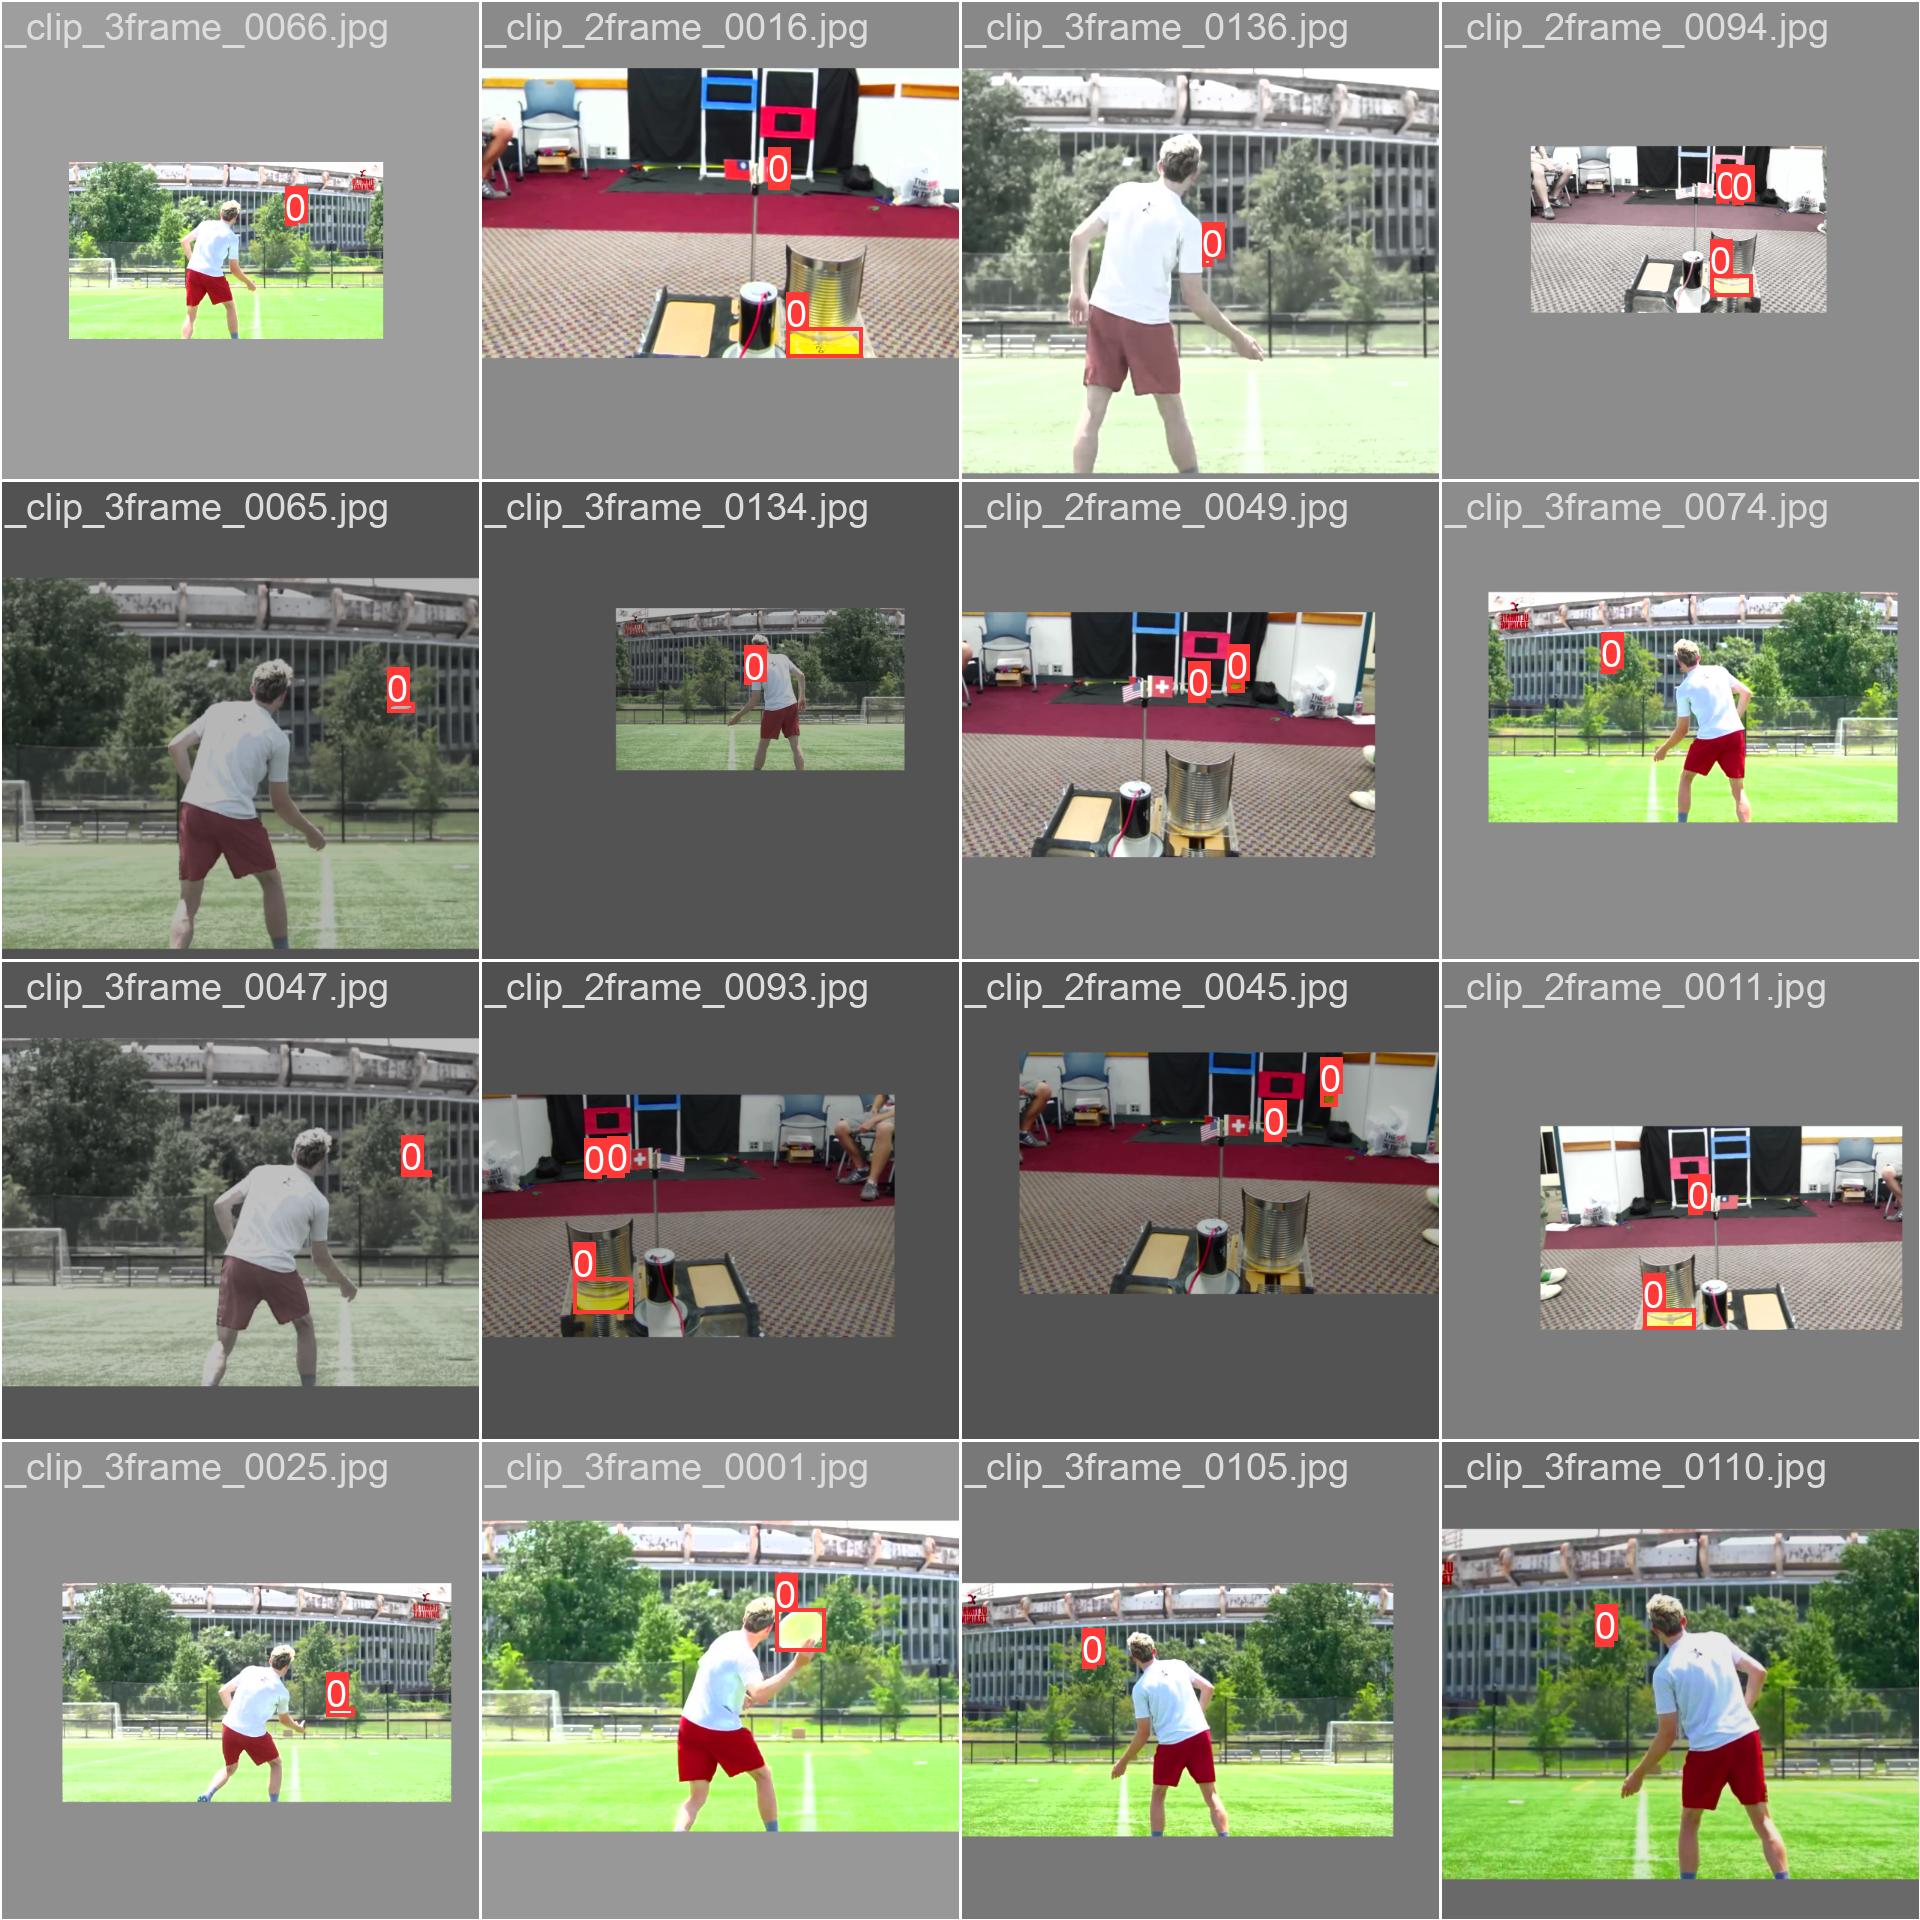 _clip_3frame_0066.jpg
_clip_2frame_0016.jpg
_clip_3frame_0136.jpg
_clip_2frame_0094.jpg
0
0
0
0
00
0
_clip_3frame_0065.jpg
_clip_3frame_0134.jpg
_clip_2frame_0049.jpg
_clip_3frame_0074.jpg
0
0
0
0
0
_clip_3frame_0047.jpg
_clip_2frame_0093.jpg
_clip_2frame_0045.jpg
_clip_2frame_0011.jpg
0
00
0
0
0
0
0
_clip_3frame_0025.jpg
_clip_3frame_0001.jpg
_clip_3frame_0105.jpg
_clip_3frame_0110.jpg
0
0
0
0